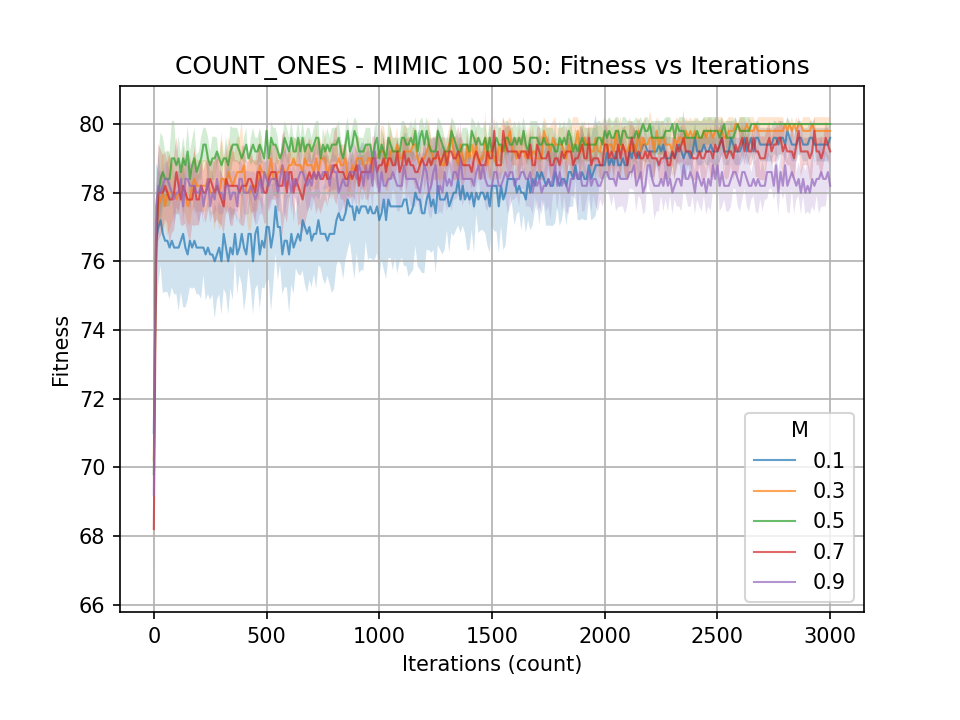 COUNT_ONES - MIMIC 100 50: Fitness vs Iterations
80
78
76
74
72
70
68
66
Fitness
0 500 1000 1500 2000 2500 3000
Iterations (count)
M
0.1
0.3
0.5
0.7
0.9